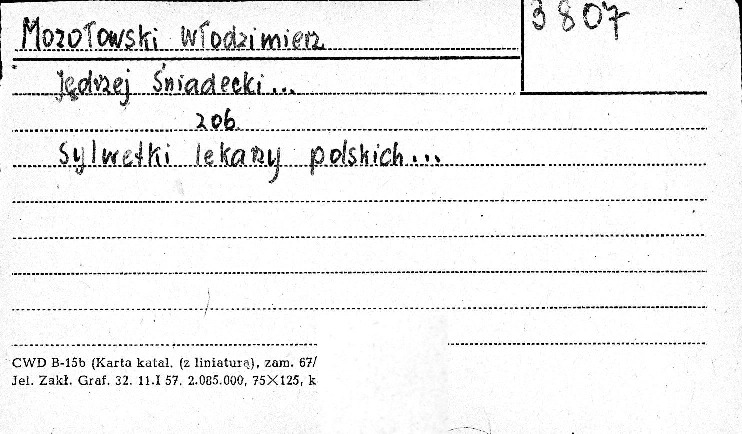 3807
Mozołowski Włodzimierz
Jędrzej Śniadecki...
zob.
Sylwetki lekarzy polskich...
CWD B-15b (Karta katal. (z liniaturą), zam. 67/
Jel. Zakł. Graf. 32. 11.I 57. 2.085.000, 75×125, k